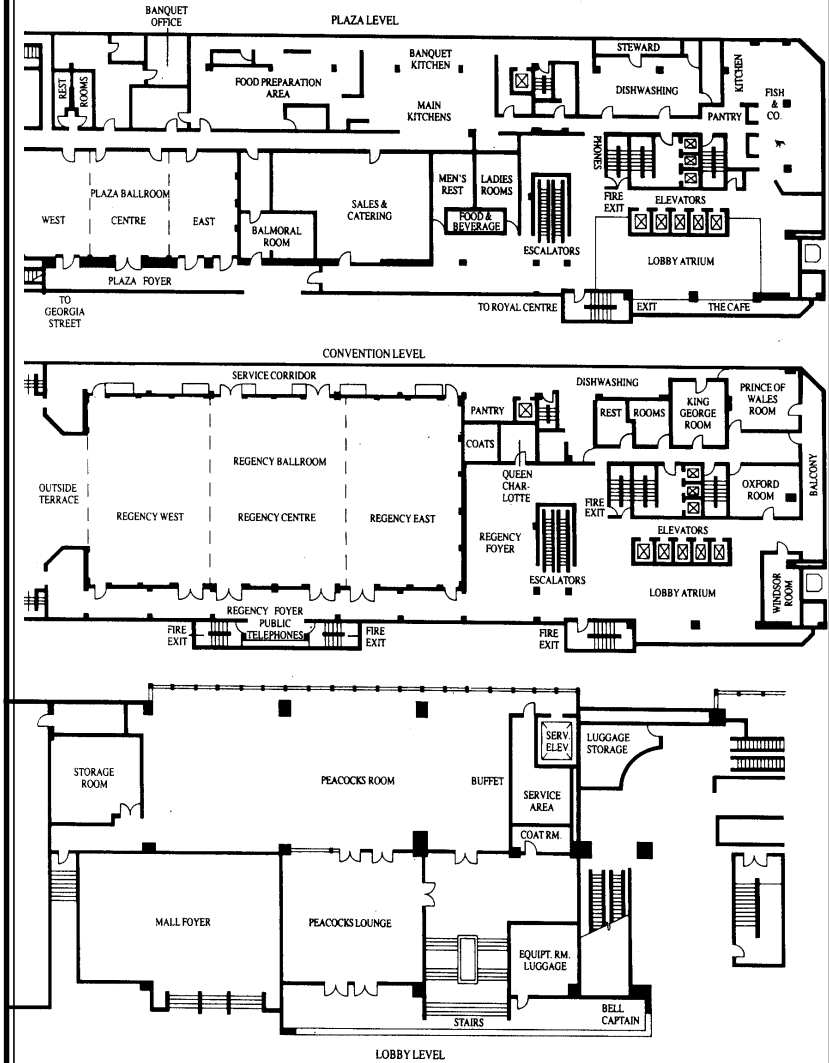 BANQUET
OFFICE
PLAZA LEVEL
REST
ROOMS
FOOD PREPARATION
AREA
BANQUET
KITCHEN
MAIN
KITCHENS
STEWARD
DISHWASHING
KITCHEN
PANTRY
FISH
&
CO.
PHONES
PLAZA BALLROOM
WEST
CENTRE
EAST
BALMORAL
ROOM
SALES &
CATERING
MEN'S
REST
LADIES
ROOMS
FOOD &
BEVERAGE
ESCALATORS
FIRE
EXIT
ELEVATORS
LOBBY ATRIUM
PLAZA FOYER
TO
GEORGIA
STREET
TO ROYAL CENTRE
EXIT
THE CAFE
CONVENTION LEVEL
SERVICE CORRIDOR
DISHWASHING
PANTRY
REST
ROOMS
KING
GEORGE
ROOM
PRINCE OF
WALES
ROOM
COATS
QUEEN
CHAR-
LOTTE
OUTSIDE
TERRACE
REGENCY BALLROOM
REGENCY WEST
REGENCY CENTRE
REGENCY EAST
REGENCY
FOYER
FIRE
EXIT
OXFORD
ROOM
BALCONY
ELEVATORS
ESCALATORS
LOBBY ATRIUM
WINDSOR
ROOM
REGENCY FOYER
PUBLIC
TELEPHONES
FIRE
EXIT
FIRE
EXIT
FIRE
EXIT
STORAGE
ROOM
PEACOCKS ROOM
BUFFET
SERV.
ELEV.
LUGGAGE
STORAGE
SERVICE
AREA
COAT RM.
MALL FOYER
PEACOCKS LOUNGE
EQUIPT. RM.
LUGGAGE
STAIRS
BELL
CAPTAIN
LOBBY LEVEL